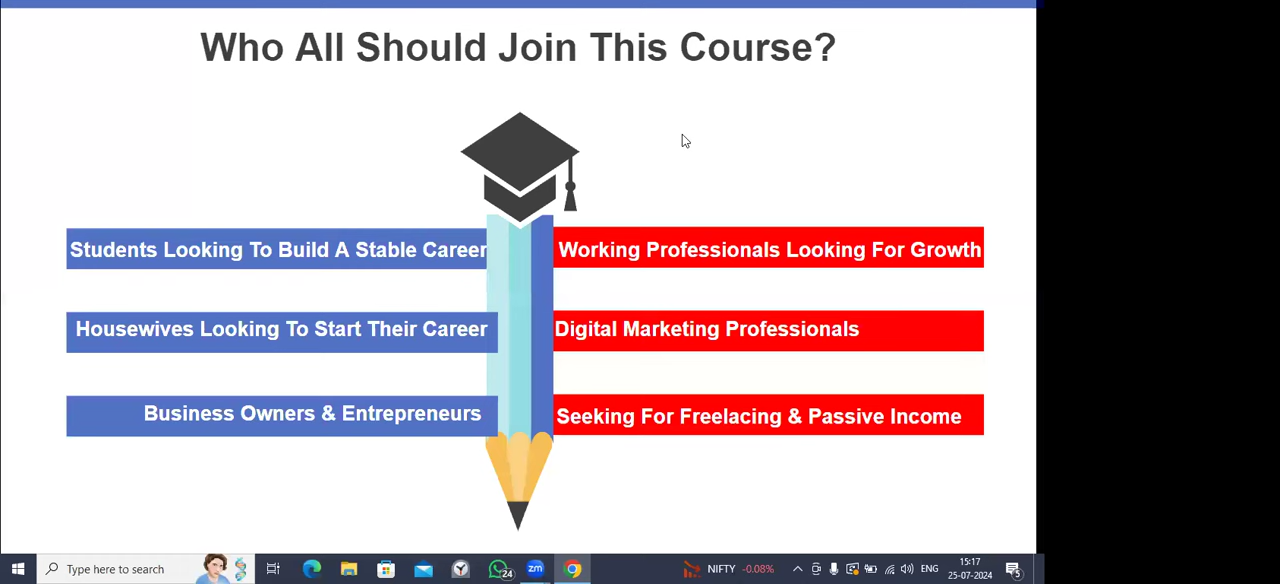 Who All Should Join This Course?
Students Looking To Build A Stable Career
Working Professionals Looking For Growth
Housewives Looking To Start Their Career
Digital Marketing Professionals
Business Owners & Entrepreneurs
Seeking For Freelacing & Passive Income
Type here to search
24
zm
NIFTY -0.08%
ENG
15:17
25-07-2024
5